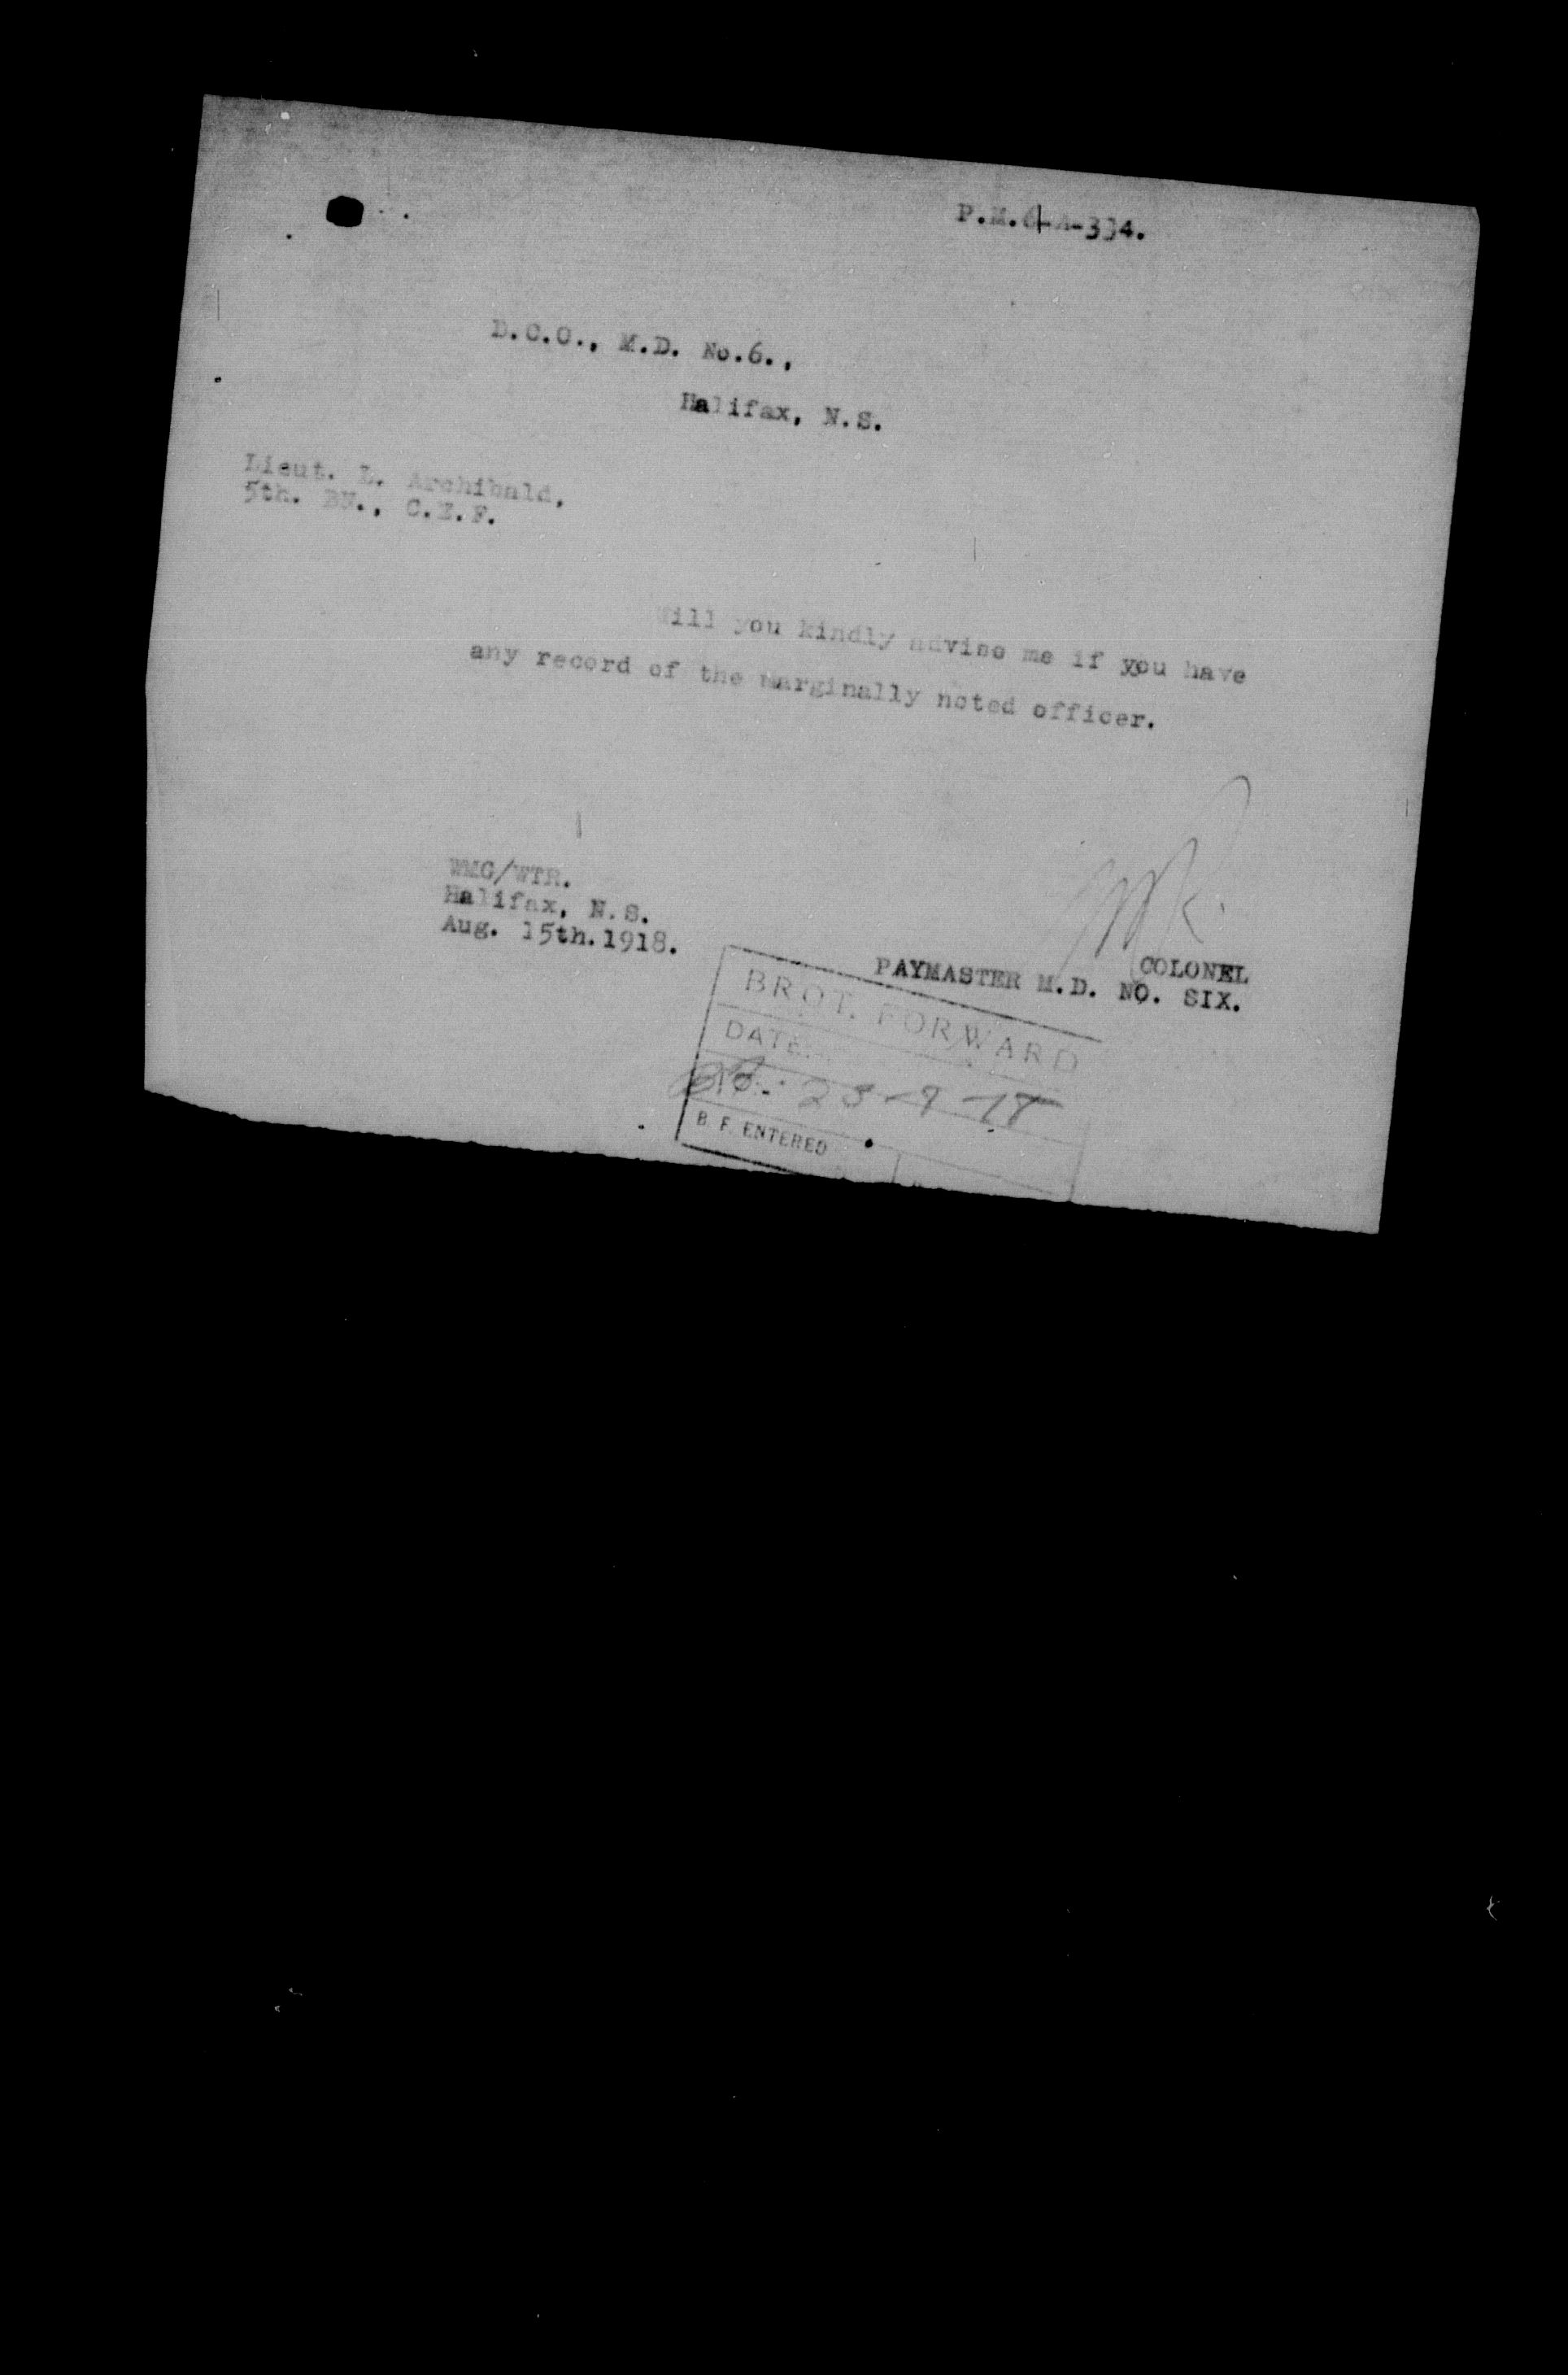 P.M.6-A-334.
D.C.O., M.D. No.6.,
Halifax, N.S.
Lieut. L. Archibald,
5th. BN., C.E.F.
Will you kindly advise me if you have
any record of the marginally noted officer.
WMG/WTR.
Halifax, N.S.
Aug. 15th.1918.
COLONEL
PAYMASTER M.D. NO. SIX.
BROT. FORWARD
DATE
23-9-18
B. F. ENTERED